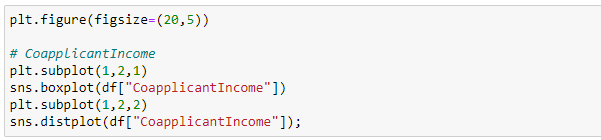 plt.figure(figsize=(20,5))
# CoapplicantIncome
plt.subplot(1,2,1)
sns.boxplot(df["CoapplicantIncome"])
plt.subplot(1,2,2)
sns.distplot(df["CoapplicantIncome"]);